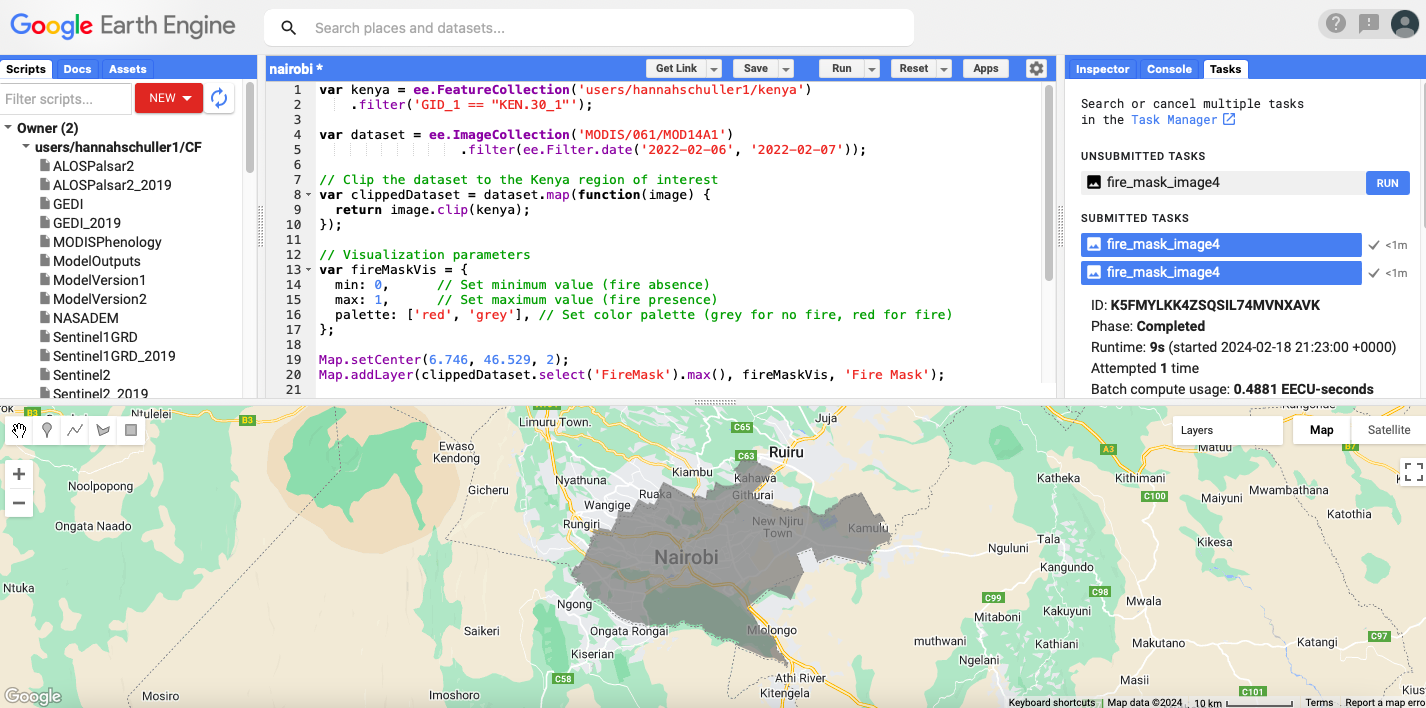 Google Earth Engine
Search places and datasets...
Scripts Docs Assets
Filter scripts...
NEW
Owner (2)
users/hannahschuller1/CF
ALOSPalsar2
ALOSPalsar2_2019
GEDI
GEDI_2019
MODISPhenology
ModelOutputs
ModelVersion1
ModelVersion2
NASADEM
Sentinel1GRD
Sentinel1GRD_2019
Sentinel2
Sentinel2_2019
nairobi *
Get Link Save Run Reset Apps
1 var kenya = ee.FeatureCollection('users/hannahschuller1/kenya')
2 .filter('GID_1 == "KEN.30_1"');
3
4 var dataset = ee.ImageCollection('MODIS/061/MOD14A1')
5 .filter(ee.Filter.date('2022-02-06', '2022-02-07'));
6
7 // Clip the dataset to the Kenya region of interest
8 var clippedDataset = dataset.map(function(image) {
9 return image.clip(kenya);
10 });
11
12 // Visualization parameters
13 var fireMaskVis = {
14 min: 0, // Set minimum value (fire absence)
15 max: 1, // Set maximum value (fire presence)
16 palette: ['red', 'grey'], // Set color palette (grey for no fire, red for fire)
17 };
18
19 Map.setCenter(6.746, 46.529, 2);
20 Map.addLayer(clippedDataset.select('FireMask').max(), fireMaskVis, 'Fire Mask');
21
Inspector Console Tasks
Search or cancel multiple tasks
in the Task Manager
UNSUBMITTED TASKS
fire_mask_image4 RUN
SUBMITTED TASKS
fire_mask_image4 <1m
fire_mask_image4 <1m
ID: K5FMYLKK4ZSQSIL74MVNXAVK
Phase: Completed
Runtime: 9s (started 2024-02-18 21:23:00 +0000)
Attempted 1 time
Batch compute usage: 0.4881 EECU-seconds
Layers
Map Satellite
B3
Ntulelei
B3
Limuru Town.
C65
Juja
Ewaso
Kendong
C63
Ruiru
A3
Matuu
B7
Noolpopong
Gicheru
Nyathuna
Kiambu
Kahawa
Githurai
Katheka
Kithimani
Ruaka
Wangige
C100
Maiyuni
Mwambathana
Ongata Naado
Rungiri
New Njiru
Town
Kamulu
Katothia
Nairobi
Nguluni
Tala
Kikesa
Kangundo
Ntuka
C99
C98
Ngong
Mwala
Kakuyuni
Mitaboni
Saikeri
Ongata Rongai
Mlolongo
muthwani
Kathiani
Makutano
Katangi
C97
Kiserian
Ngelani
C58
Athi River
Masii
Mosiro
Imoshoro
Kitengela
C101
Kius
Google
Keyboard shortcuts Map data ©2024 10 km Terms Report a map erro